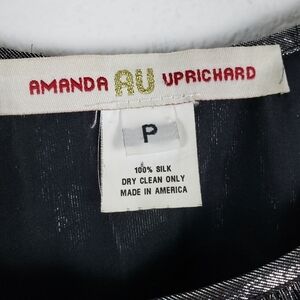 AMANDA AU UPRICHARD
P
100% SILK
DRY CLEAN ONLY
MADE IN AMERICA